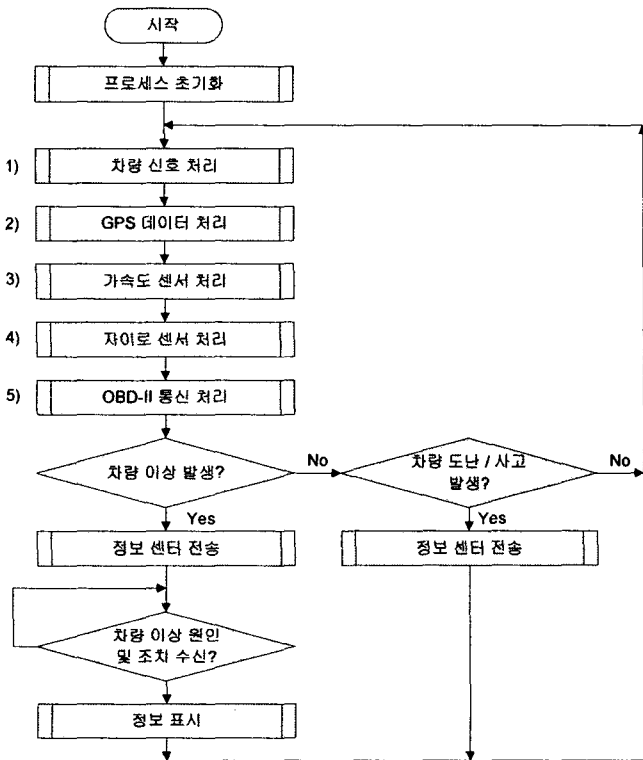 시작
프로세스 초기화
1) 차량 신호 처리
2) GPS 데이터 처리
3) 가속도 센서 처리
4) 자이로 센서 처리
5) OBD-II 통신 처리
차량 이상 발생?
No
차량 도난 / 사고
발생?
No
Yes
Yes
정보 센터 전송
정보 센터 전송
차량 이상 원인
및 조치 수신?
정보 표시